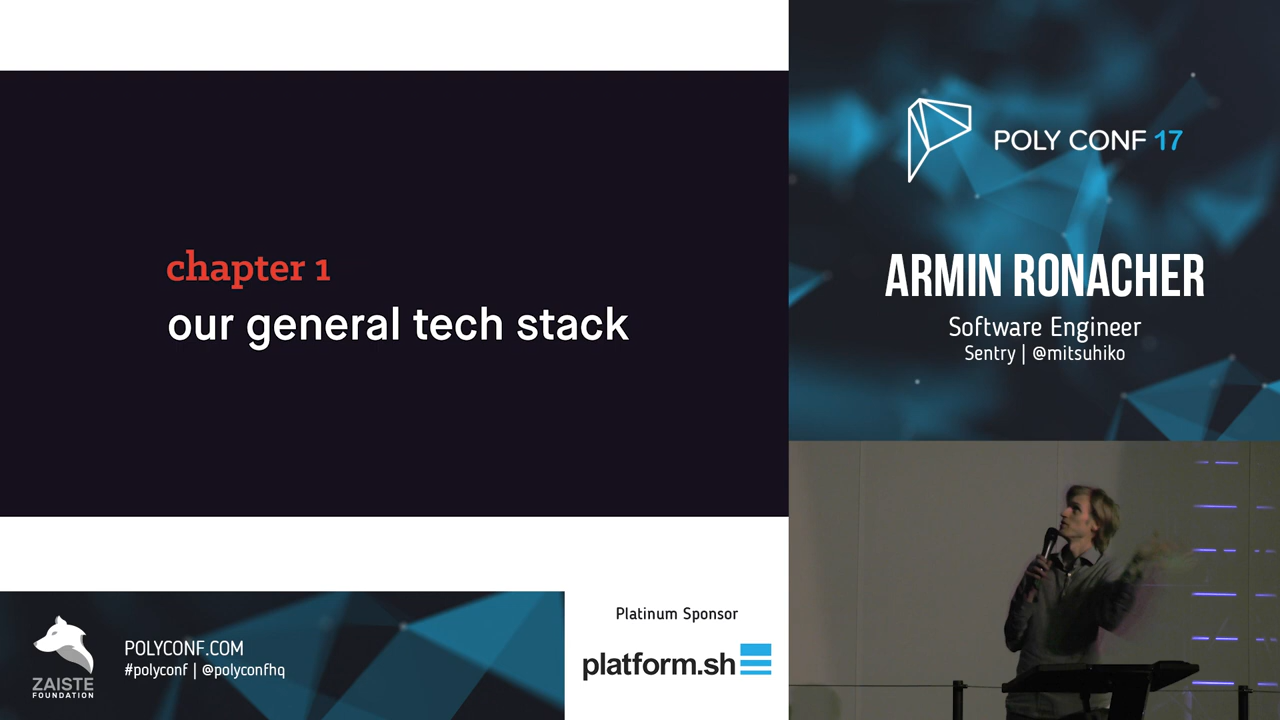 chapter 1
our general tech stack
POLY CONF 17
ARMIN RONACHER
Software Engineer
Sentry | @mitsuhiko
ZAISTE
FOUNDATION
POLYCONF.COM
#polyconf | @polyconfhq
Platinum Sponsor
platform.sh